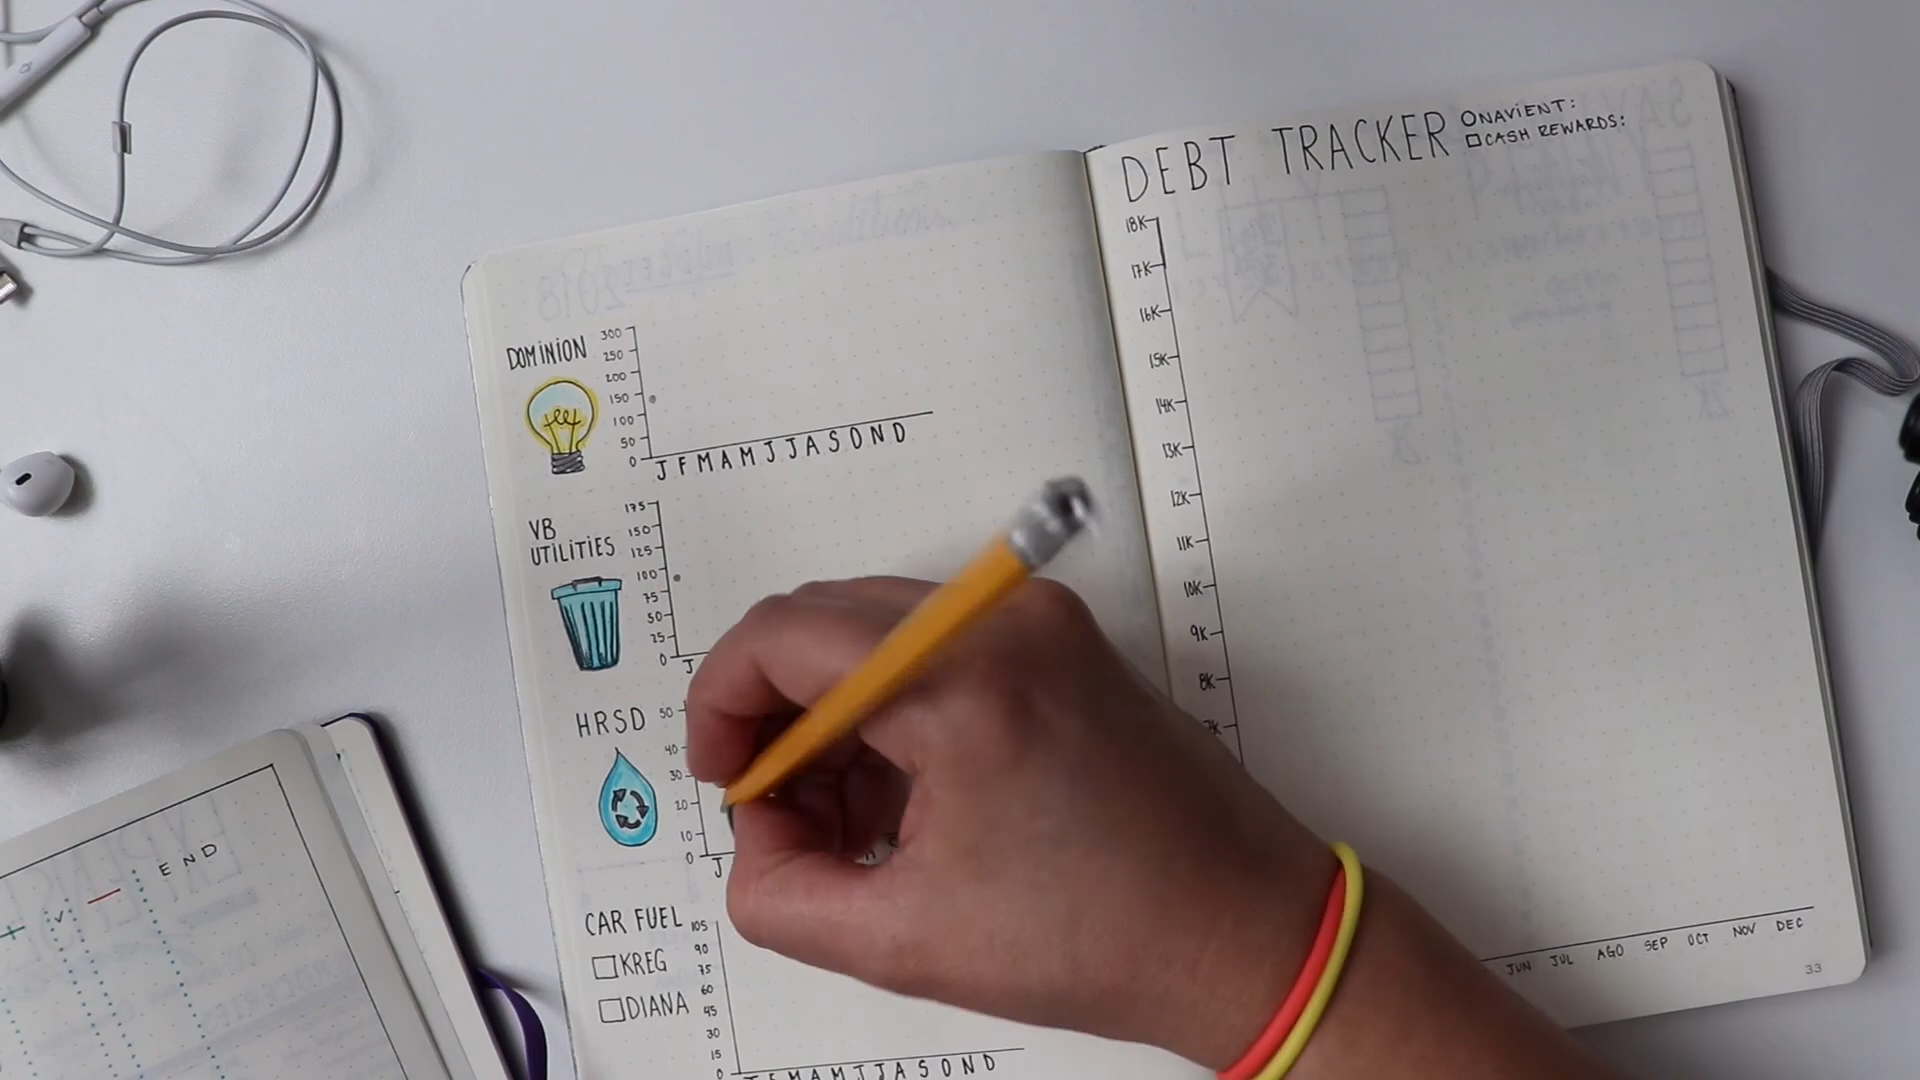 DOMINION
300
250
200
150
100
50
0
J F M A M J J A S O N D
VB
UTILITIES
175
150
125
100
75
50
25
0
J
HRSD
50
40
30
20
10
0
J
CAR FUEL
KREG
DIANA
105
90
75
60
45
30
15
0
J F M A M J J A S O N D
DEBT TRACKER
NAVIENT:
CASH REWARDS:
18K
17K
16K
15K
14K
13K
12K
11K
10K
9K
8K
7K
JUN JUL AGO SEP OCT NOV DEC
33
+ ✓ — END